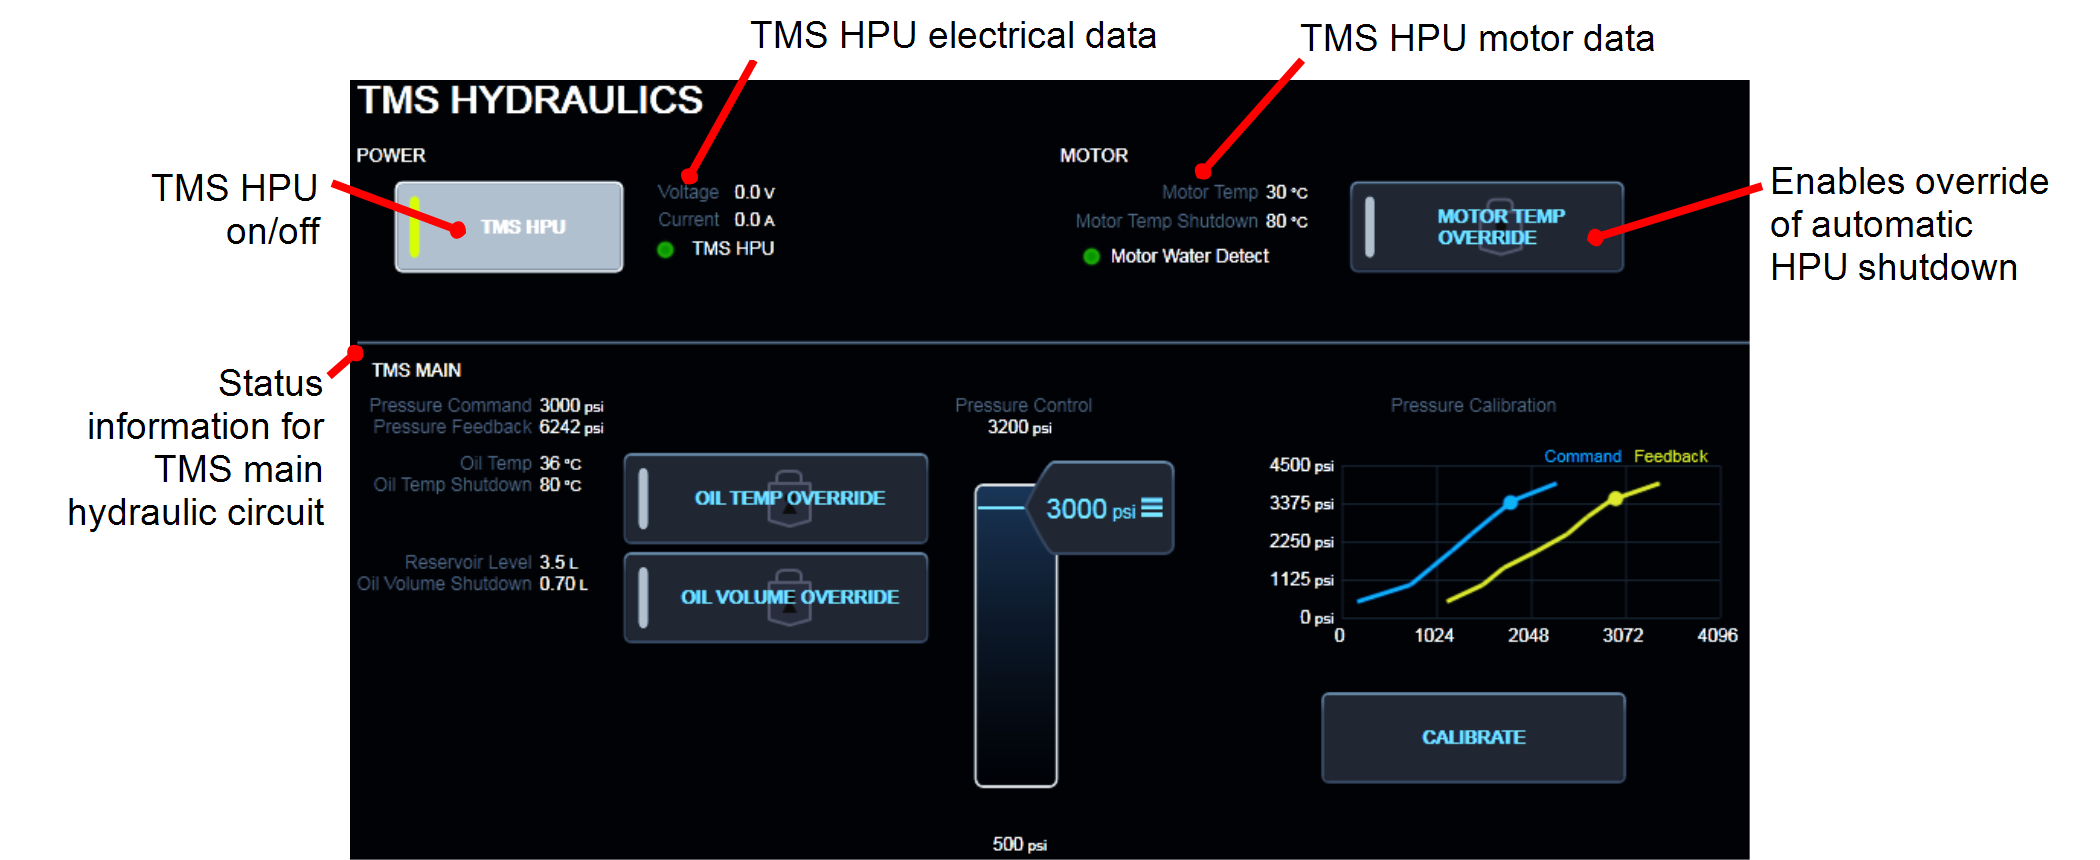 TMS HPU electrical data
TMS HPU motor data
TMS HYDRAULICS
POWER
MOTOR
TMS HPU
on/off
TMS HPU
Voltage 0.0 V
Current 0.0 A
TMS HPU
Motor Temp 30 °C
Motor Temp Shutdown 80 °C
Motor Water Detect
MOTOR TEMP
OVERRIDE
Enables override
of automatic
HPU shutdown
Status
information for
TMS main
hydraulic circuit
TMS MAIN
Pressure Command 3000 psi
Pressure Feedback 6242 psi
Oil Temp 36 °C
Oil Temp Shutdown 80 °C
OIL TEMP OVERRIDE
Reservoir Level 3.5 L
Oil Volume Shutdown 0.70 L
OIL VOLUME OVERRIDE
Pressure Control
3200 psi
3000 psi
500 psi
Pressure Calibration
Command Feedback
4500 psi
3375 psi
2250 psi
1125 psi
0 psi
0 1024 2048 3072 4096
CALIBRATE